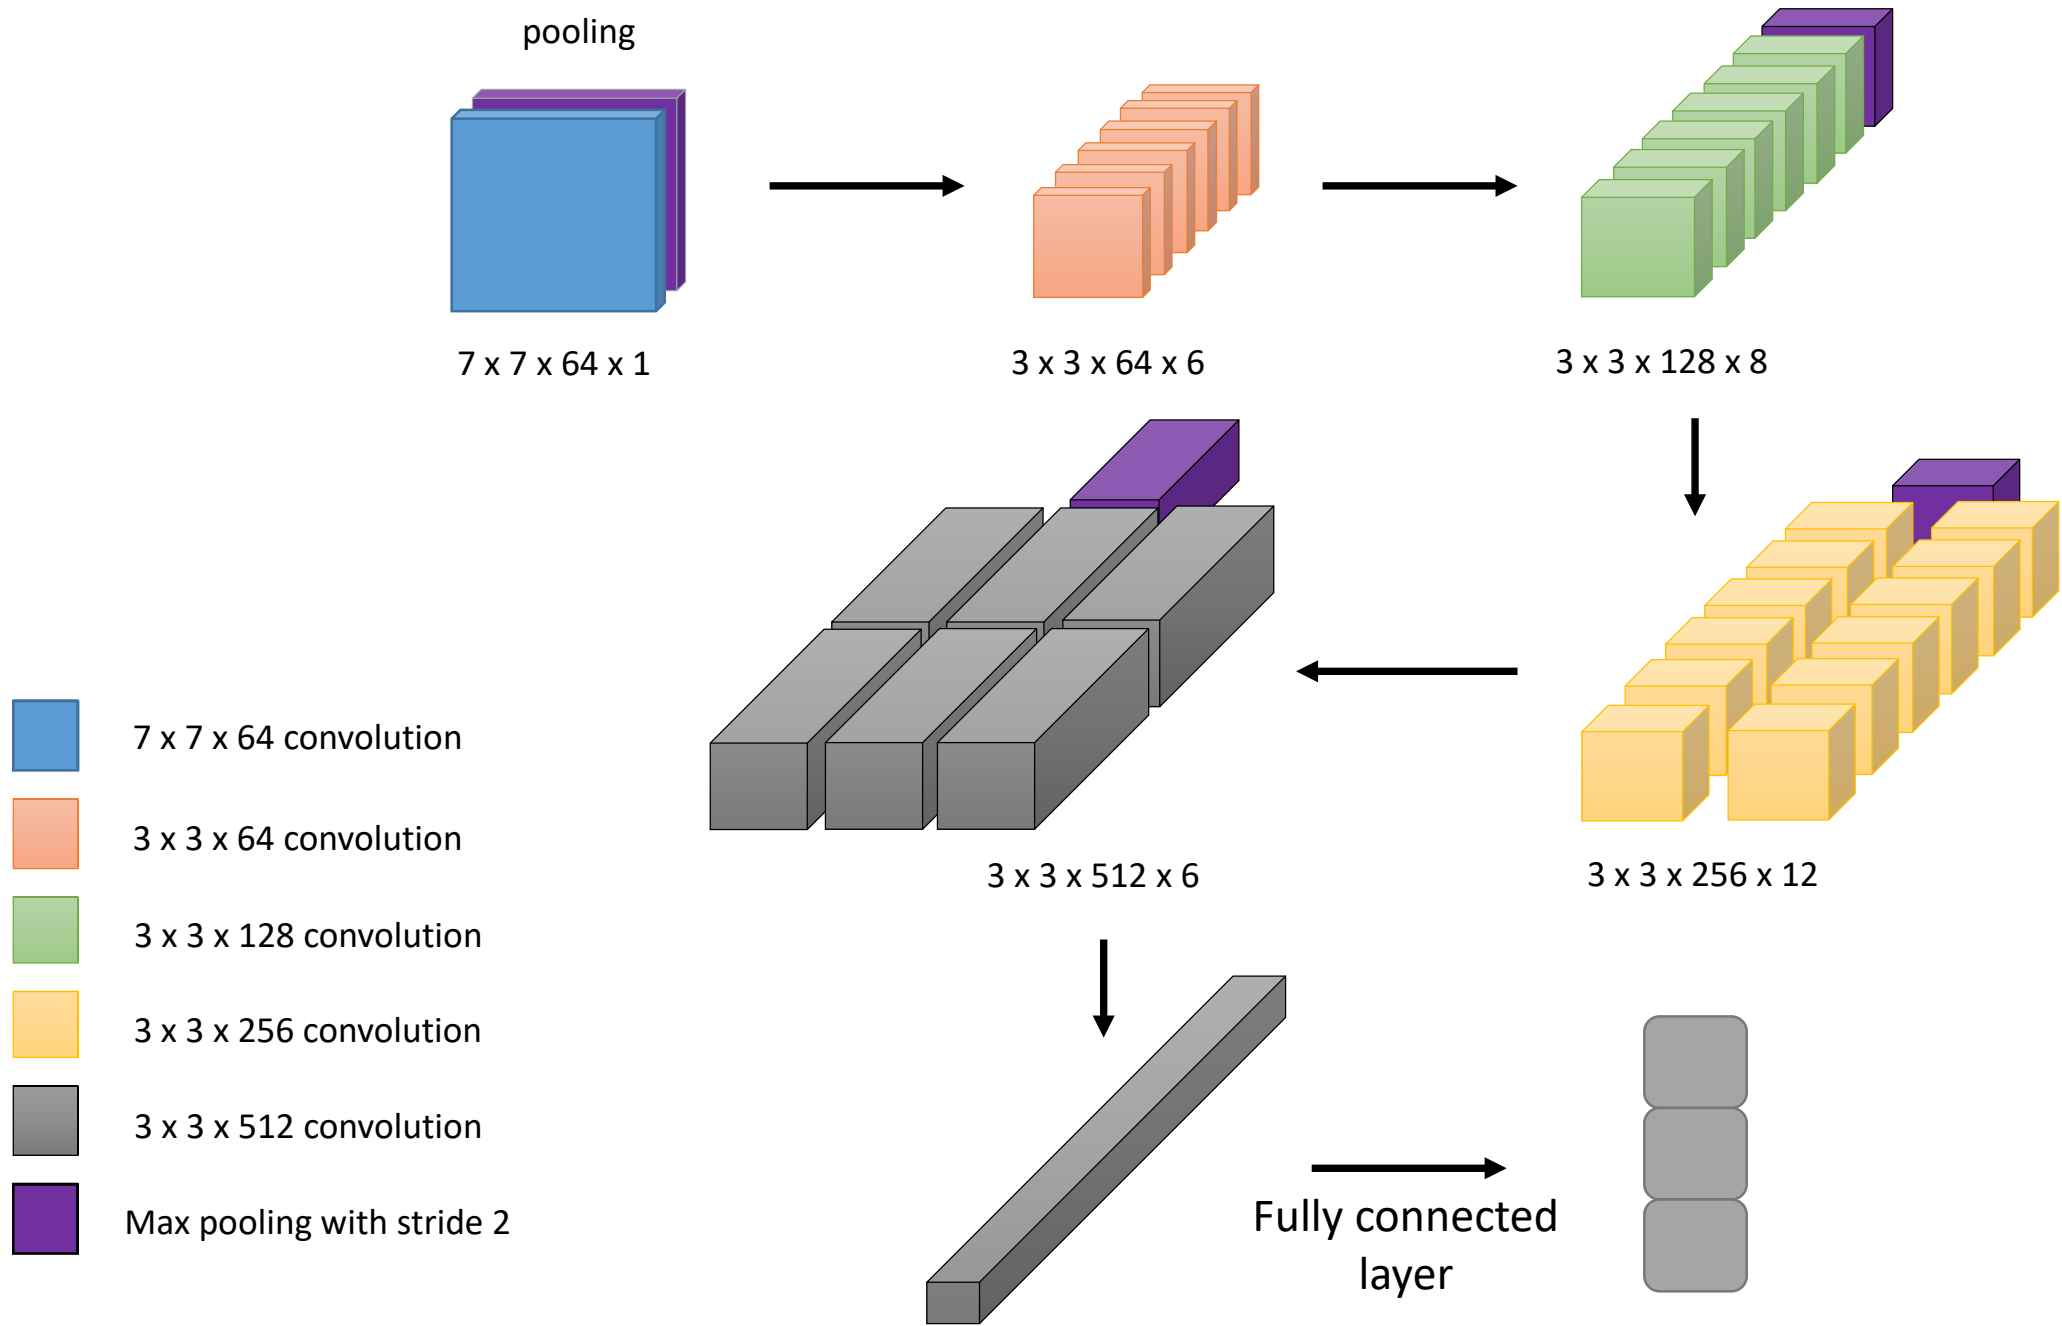 pooling
7 x 7 x 64 x 1
3 x 3 x 64 x 6
3 x 3 x 128 x 8
3 x 3 x 512 x 6
3 x 3 x 256 x 12
7 x 7 x 64 convolution
3 x 3 x 64 convolution
3 x 3 x 128 convolution
3 x 3 x 256 convolution
3 x 3 x 512 convolution
Max pooling with stride 2
Fully connected
layer